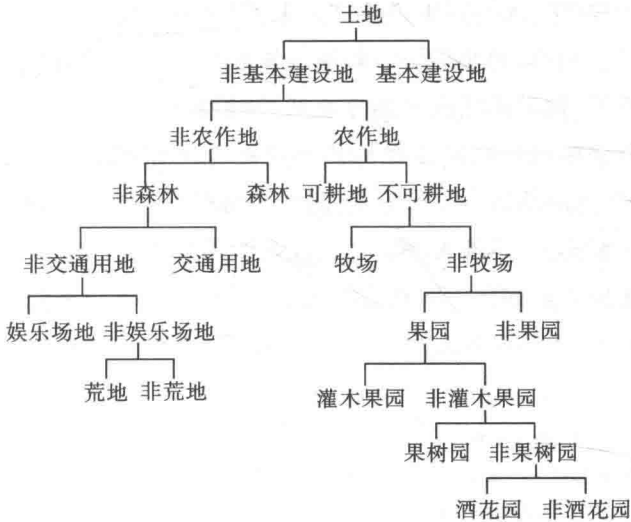 土地
非基本建设地 基本建设地
非农作地 农作地
非森林 森林 可耕地 不可耕地
非交通用地 交通用地 牧场 非牧场
娱乐场地 非娱乐场地 果园 非果园
荒地 非荒地 灌木果园 非灌木果园
果树园 非果树园
酒花园 非酒花园